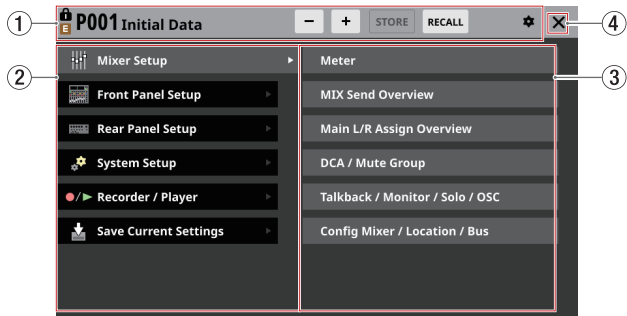 ① E P001 Initial Data − + STORE RECALL ④
② Mixer Setup Meter ③
Front Panel Setup MIX Send Overview
Rear Panel Setup Main L/R Assign Overview
System Setup DCA / Mute Group
Recorder / Player Talkback / Monitor / Solo / OSC
Save Current Settings Config Mixer / Location / Bus